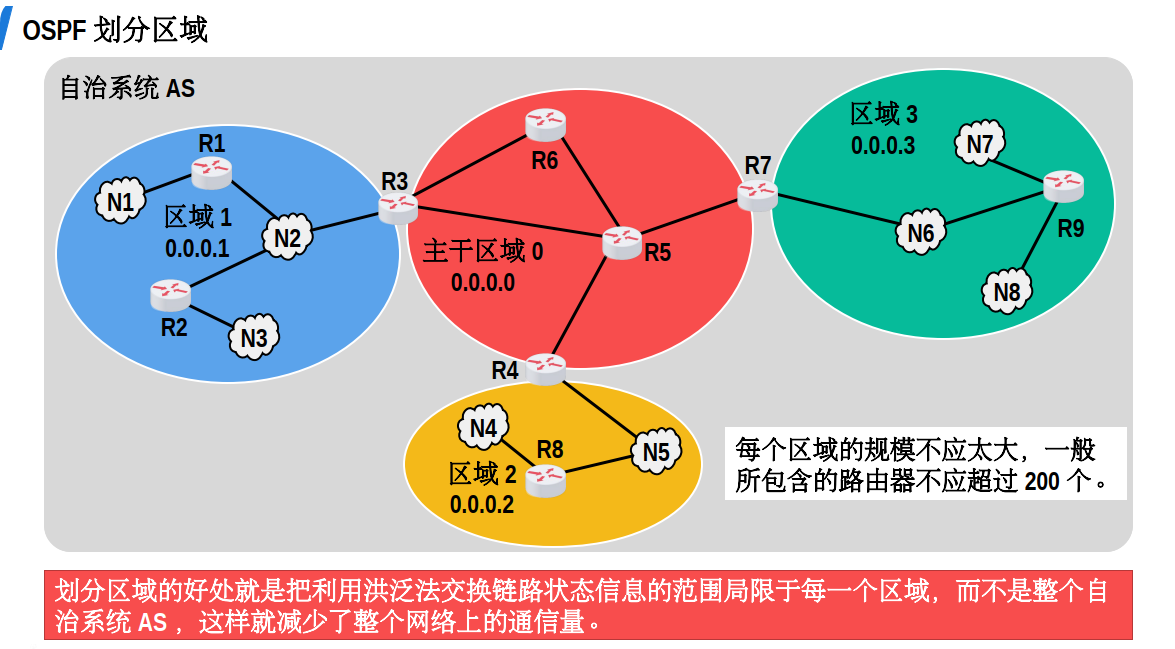 OSPF 划分区域
自治系统 AS
R1
N1
区域 1
0.0.0.1
N2
R2
N3
R3
R6
主干区域 0
0.0.0.0
R5
R4
R7
区域 3
0.0.0.3
N7
N6
R9
N8
N4
R8
N5
区域 2
0.0.0.2
每个区域的规模不应太大，一般
所包含的路由器不应超过 200 个。
划分区域的好处就是把利用洪泛法交换链路状态信息的范围局限于每一个区域，而不是整个自
治系统 AS ，这样就减少了整个网络上的通信量。